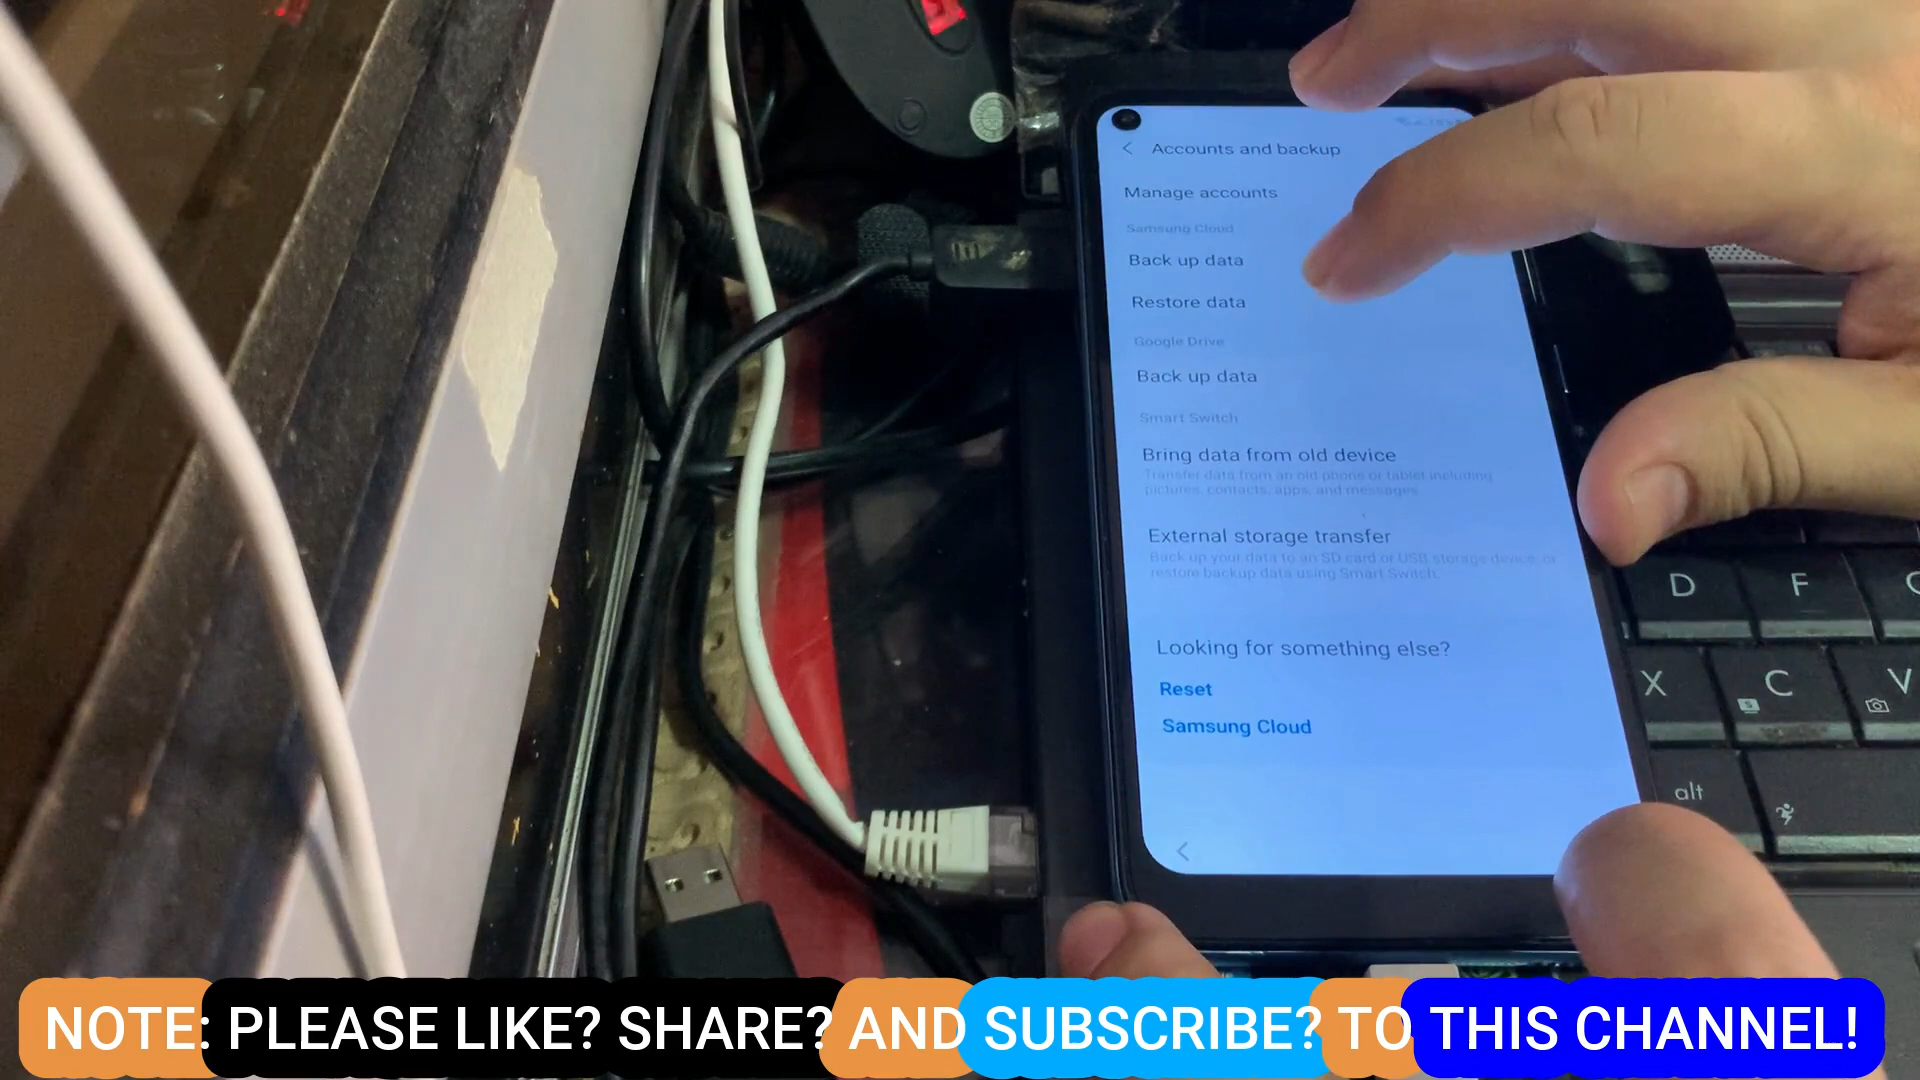 Accounts and backup
Manage accounts
Samsung Cloud
Back up data
Restore data
Google Drive
Back up data
Smart Switch
Bring data from old device
Transfer data from an old phone or tablet including
pictures, contacts, apps, and messages.
External storage transfer
Back up your data to an SD card or USB storage device, or
restore backup data using Smart Switch.
Looking for something else?
Reset
Samsung Cloud
D F
X C V
alt
NOTE: PLEASE LIKE? SHARE? AND SUBSCRIBE? TO THIS CHANNEL!